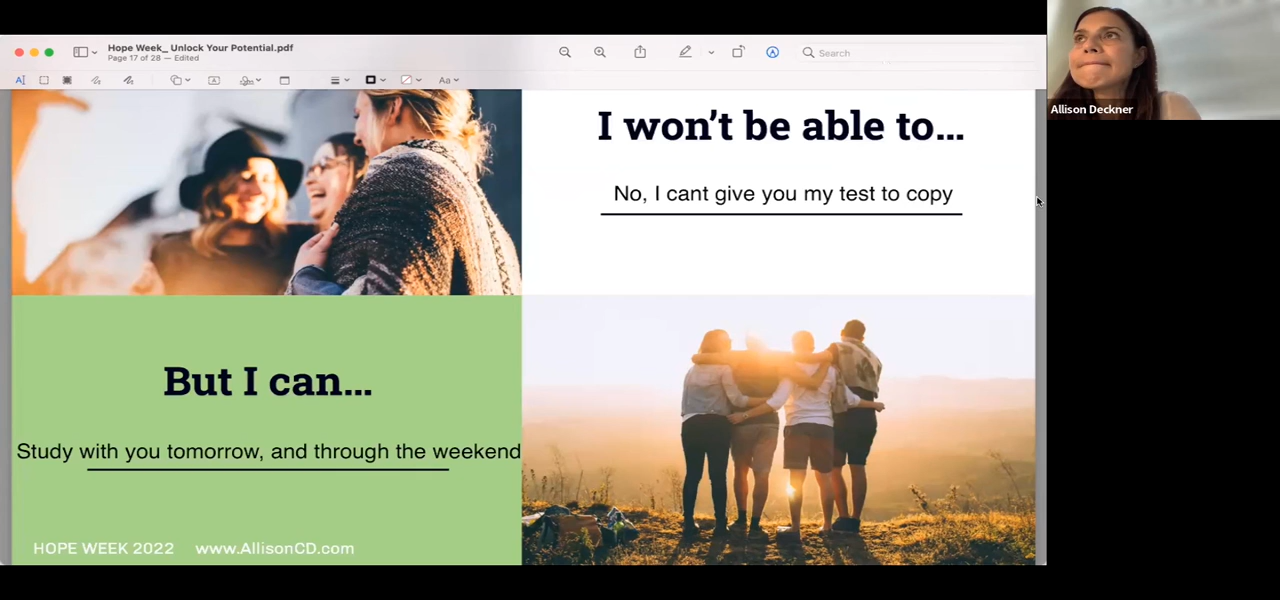 Hope Week_ Unlock Your Potential.pdf
Page 17 of 28 — Edited
Search
Aa
Allison Deckner
I won't be able to...
No, I cant give you my test to copy
But I can...
Study with you tomorrow, and through the weekend
HOPE WEEK 2022 www.AllisonCD.com